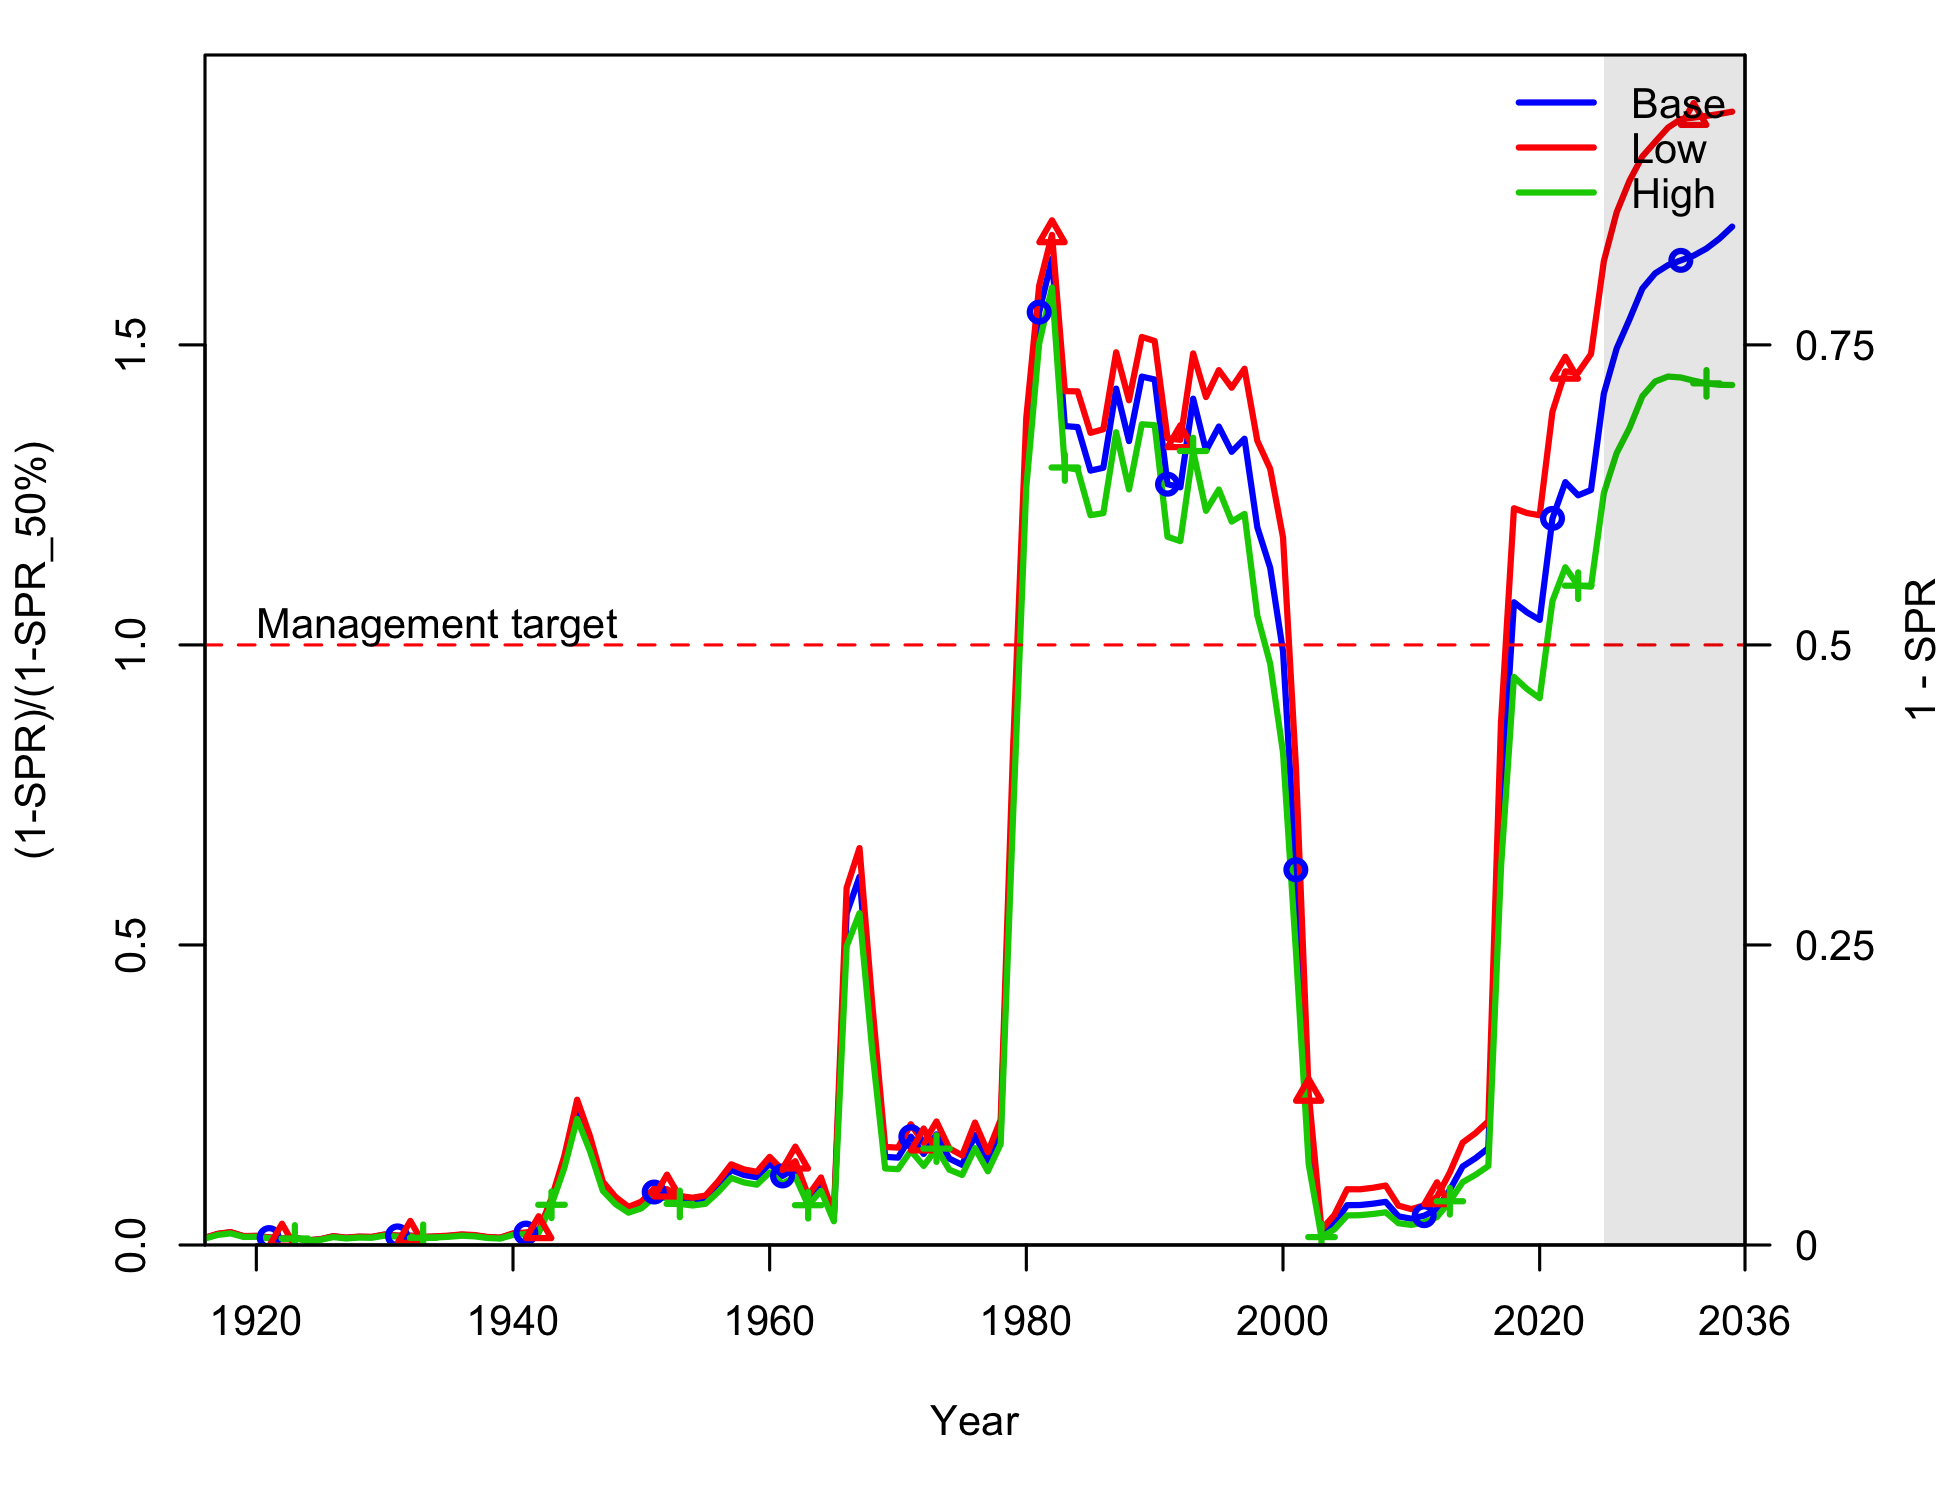 Base
Low
High
Management target
(1-SPR)/(1-SPR_50%)
0.0
0.5
1.0
1.5
0
0.25
0.5
0.75
1 - SPR
1920
1940
1960
1980
2000
2020
2036
Year